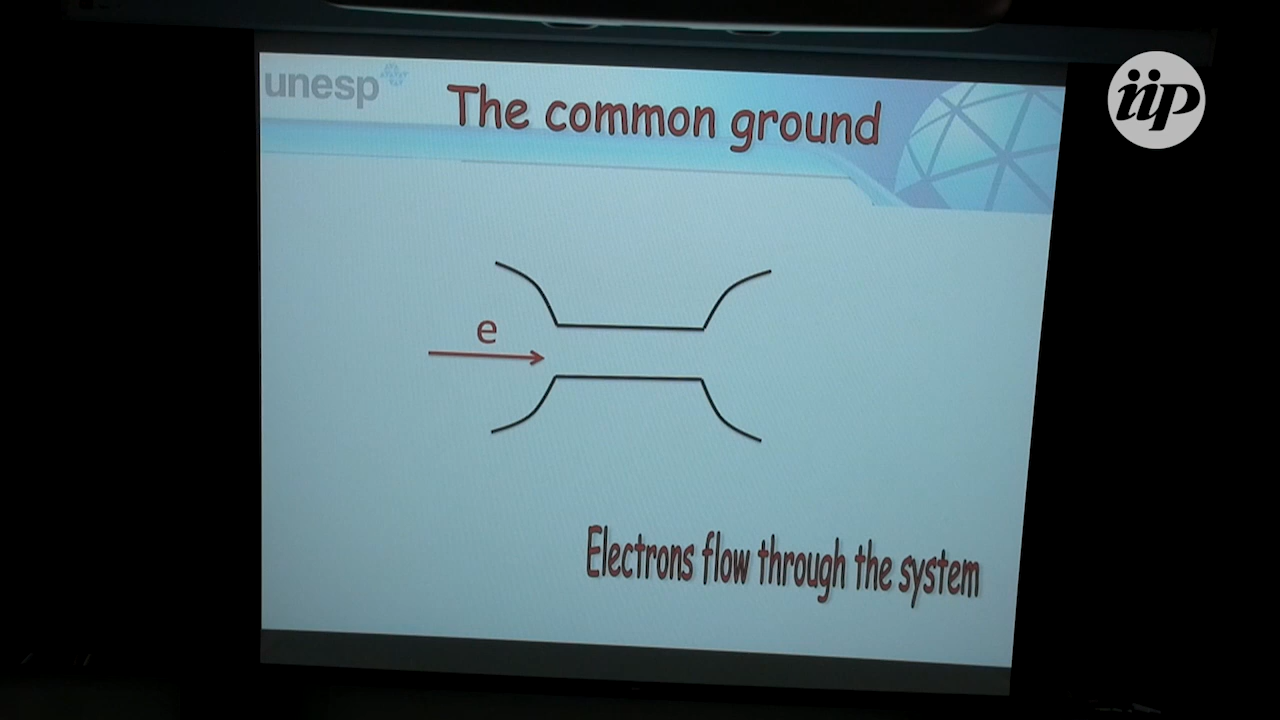 unesp
The common ground
iip
e
Electrons flow through the system